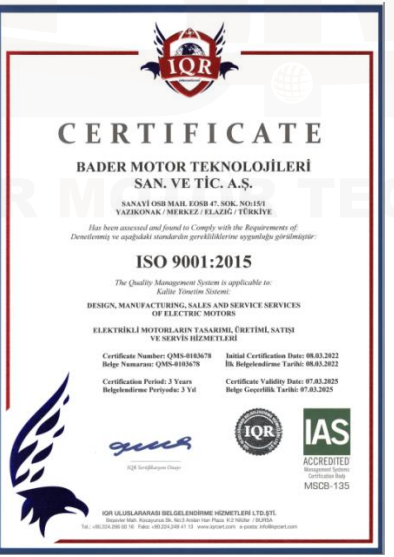 IQR
international
CERTIFICATE
BADER MOTOR TEKNOLOJİLERİ
SAN. VE TİC. A.Ş.
SANAYİ OSB MAH. EOSB 47. SOK. NO:15/1
YAZIKONAK / MERKEZ / ELAZIĞ / TÜRKİYE
Has been assessed and found to Comply with the Requirements of:
Denetlenmiş ve aşağıdaki standardın gerekliliklerine uygunluğu görülmüştür:
ISO 9001:2015
The Quality Management System is applicable to:
Kalite Yönetim Sistemi:
DESIGN, MANUFACTURING, SALES AND SERVICE SERVICES
OF ELECTRIC MOTORS
ELEKTRİKLİ MOTORLARIN TASARIMI, ÜRETİMİ, SATIŞI
VE SERVİS HİZMETLERİ
Certificate Number: QMS-0103678 Initial Certification Date: 08.03.2022
Belge Numarası: QMS-0103678 İlk Belgelendirme Tarihi: 08.03.2022
Certification Period: 3 Years Certificate Validity Date: 07.03.2025
Belgelendirme Periyodu: 3 Yıl Belge Geçerlilik Tarihi: 07.03.2025
IQR Sertifikasyon Onayı
IQR
IAS
ACCREDITED
Management Systems
Certification Body
MSCB-135
IQR ULUSLARARASI BELGELENDİRME HİZMETLERİ LTD.ŞTİ.